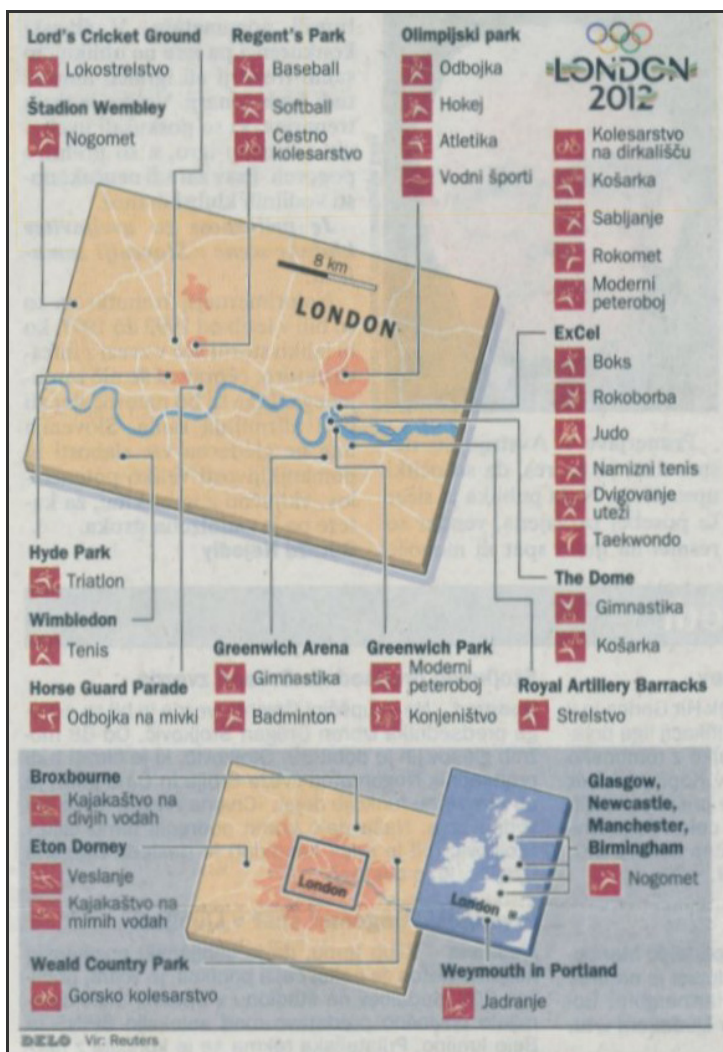 Lord's Cricket Ground
Lokostrelstvo
Štadion Wembley
Nogomet
Regent's Park
Baseball
Softball
Cestno
kolesarstvo
Olimpijski park
Odbojka
Hokej
Atletika
Vodni športi
LONDON
2012
Kolesarstvo
na dirkališču
Košarka
Sabljanje
Rokomet
Moderni
peteroboj
8 km
LONDON
ExCel
Boks
Rokoborba
Judo
Namizni tenis
Dvigovanje
uteži
Taekwondo
The Dome
Gimnastika
Košarka
Hyde Park
Triatlon
Wimbledon
Tenis
Horse Guard Parade
Odbojka na mivki
Greenwich Arena
Gimnastika
Badminton
Greenwich Park
Moderni
peteroboj
Konjeništvo
Royal Artillery Barracks
Strelstvo
Broxbourne
Kajakaštvo na
divjih vodah
Eton Dorney
Veslanje
Kajakaštvo na
mirnih vodah
Weald Country Park
Gorsko kolesarstvo
London
London
Glasgow,
Newcastle,
Manchester,
Birmingham
Nogomet
Weymouth in Portland
Jadranje
DELO Vir: Reuters